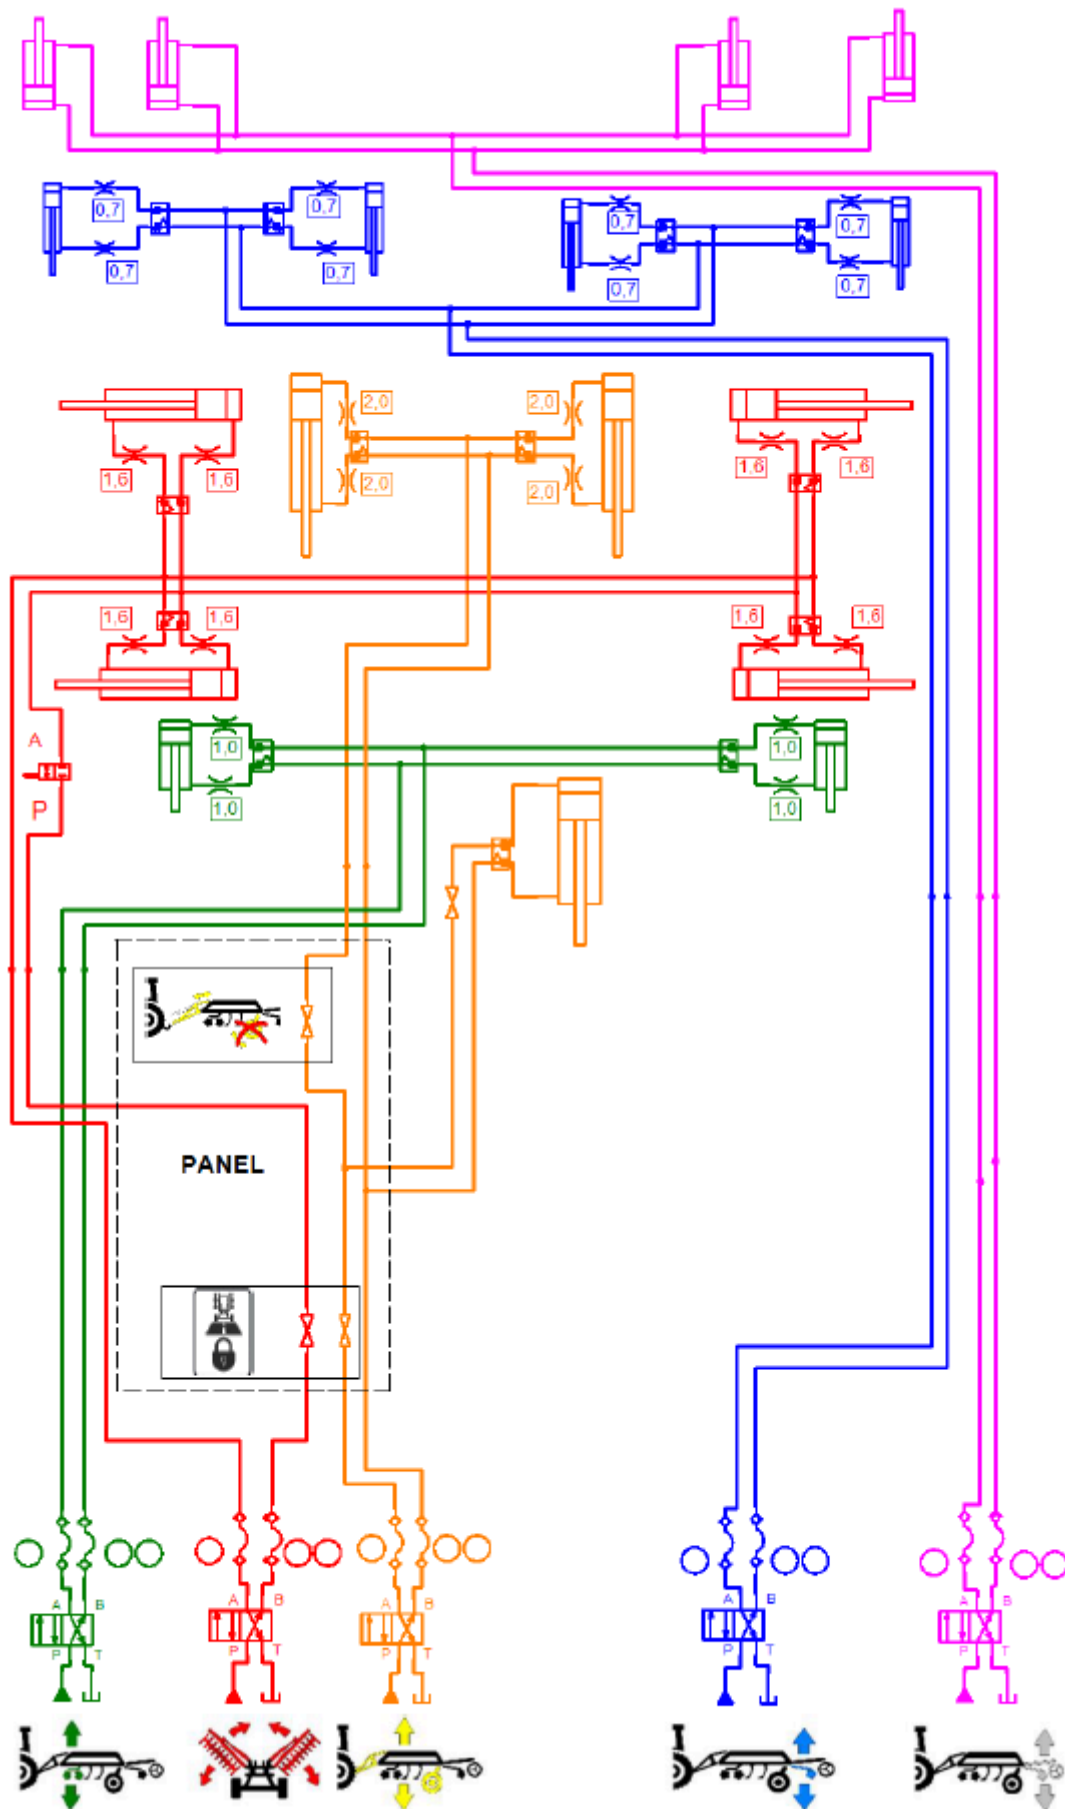 0,7 0,7 0,7 0,7
0,7 0,7 0,7 0,7
2,0 2,0
1,6 1,6 2,0 2,0 1,6 1,6
1,6 1,6 1,6 1,6
A
1,0 1,0
P
1,0 1,0
PANEL
A B A B A B A B A B
P T P T P T P T P T